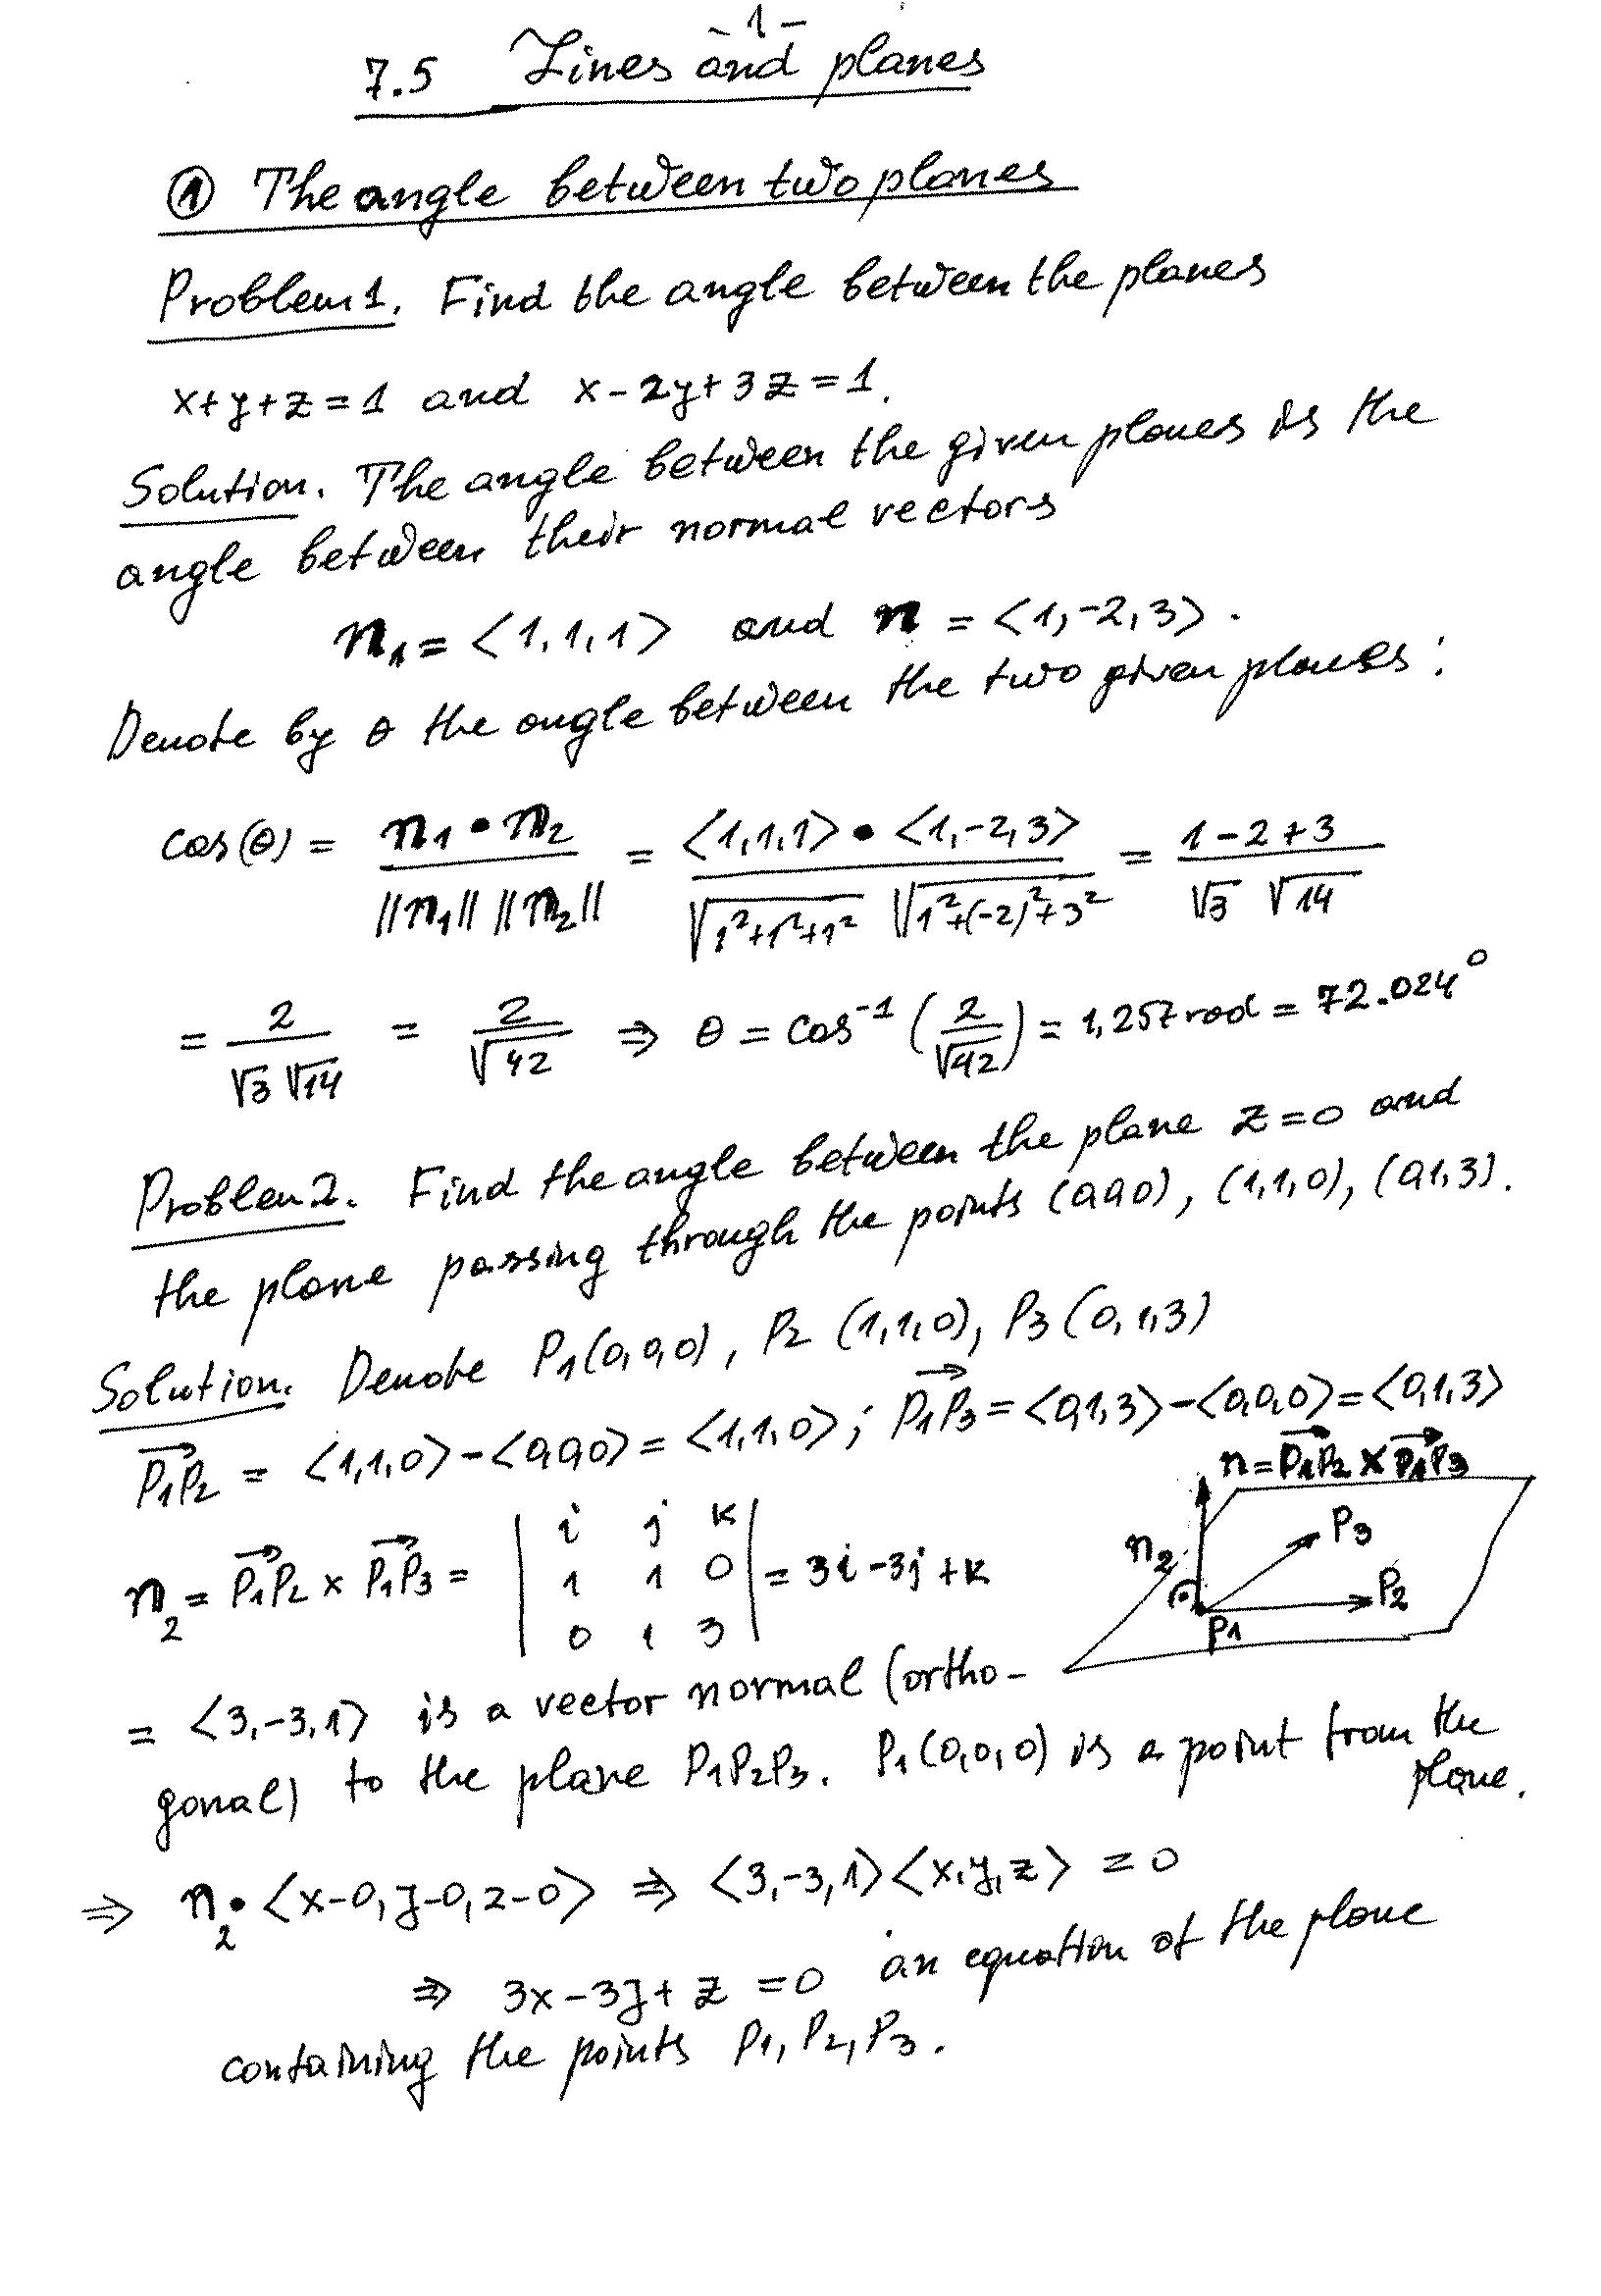 - 1 -
7.5 Lines and planes
① The angle between two planes
Problem 1. Find the angle between the planes
x+y+z=1 and x-2y+3z=1.
Solution. The angle between the given planes is the
angle between their normal vectors
n₁ = <1,1,1> and n = <1,-2,3>.
Denote by θ the angle between the two given planes:
cos(θ) = n₁•n₂ / ||n₁|| ||n₂|| = <1,1,1>•<1,-2,3> / √(1²+1²+1²) √(1²+(-2)²+3²) = 1-2+3 / √3 √14
= 2 / √3 √14 = 2/√42 ⇒ θ = cos⁻¹(2/√42) = 1,257 rad = 72.024°
Problem 2. Find the angle between the plane z=0 and
the plane passing through the points (0,0,0), (1,1,0), (0,1,3).
Solution. Denote P₁(0,0,0), P₂(1,1,0), P₃(0,1,3)
P₁P₂ = <1,1,0>-<0,0,0> = <1,1,0>; P₁P₃ = <0,1,3>-<0,0,0> = <0,1,3>
n = P₁P₂ × P₁P₃
n₂ = P₁P₂ × P₁P₃ = | i j k |
| 1 1 0 | = 3i -3j + k
| 0 1 3 |
n₂ P₃
P₂
P₁
= <3,-3,1> is a vector normal (ortho-
gonal) to the plane P₁P₂P₃. P₁(0,0,0) is a point from the
plane.
⇒ n₂•<x-0, y-0, z-0> ⇒ <3,-3,1><x,y,z> = 0
⇒ 3x-3y+z = 0 an equation of the plane
containing the points P₁, P₂, P₃.